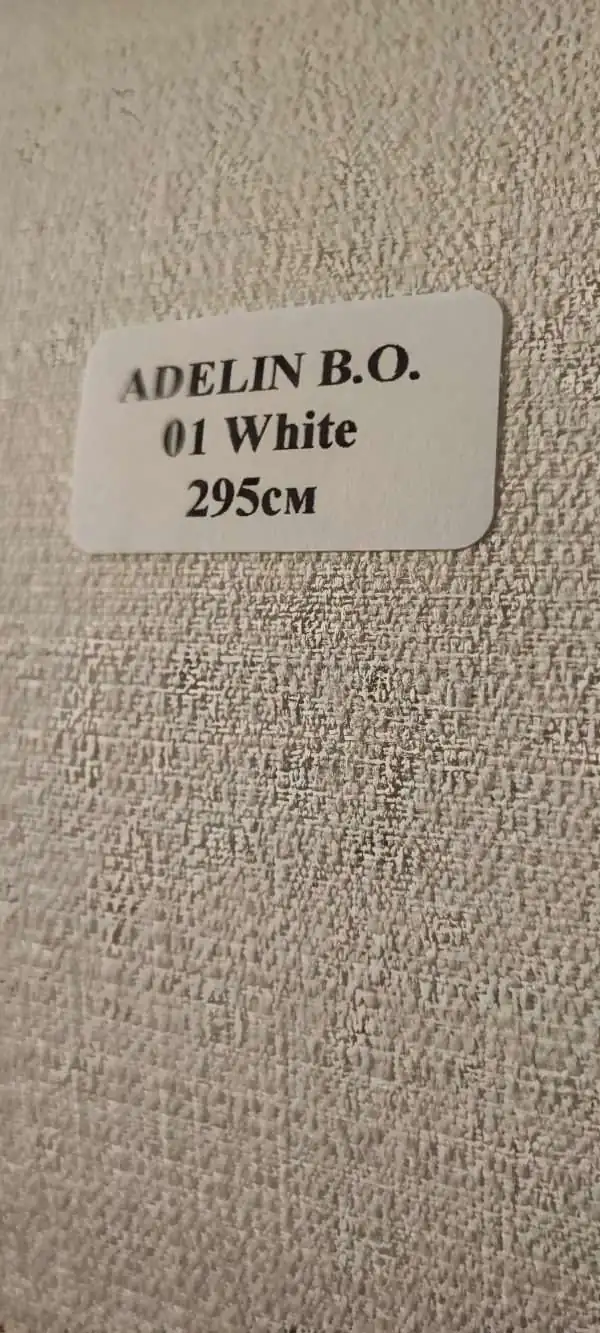 ADELIN B.O.
01 White
295см